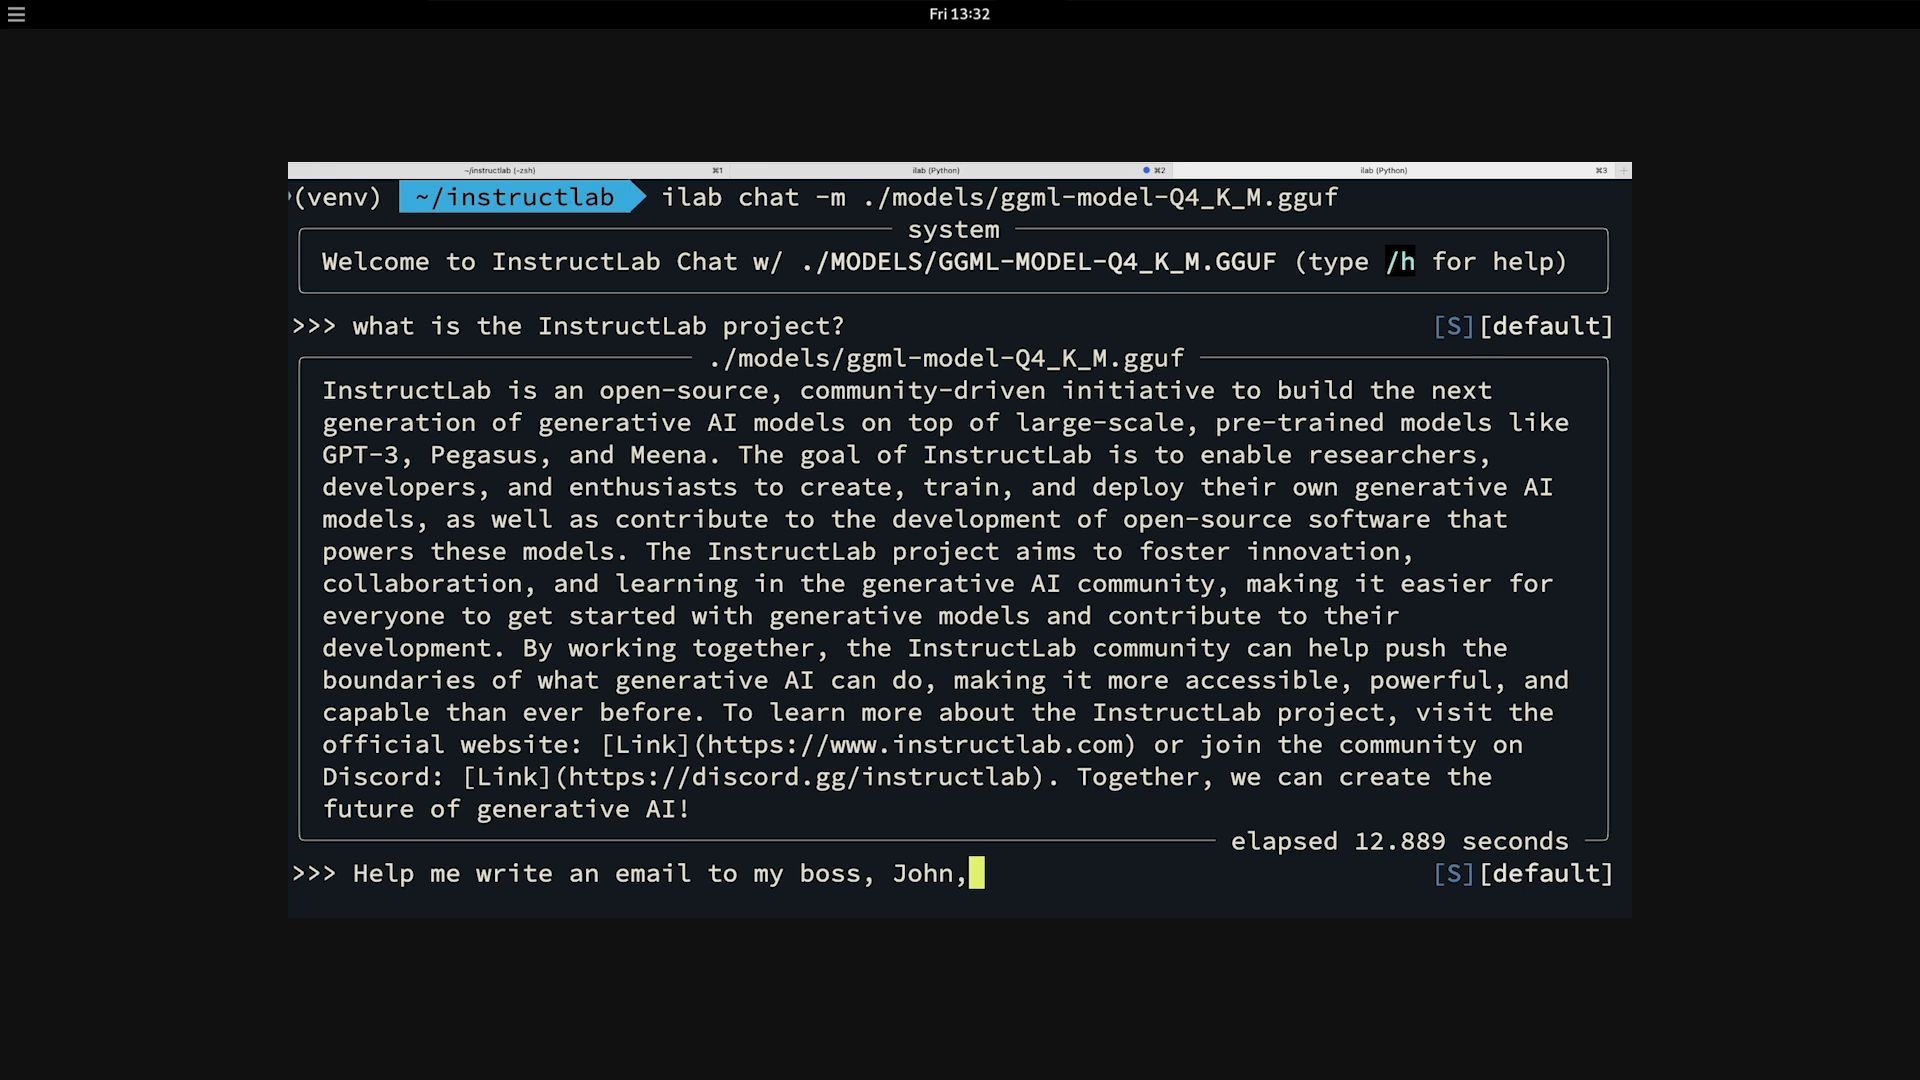 Fri 13:32
~/instructlab (-zsh) ⌘1 ilab (Python) ⌘2 ilab (Python) ⌘3
(venv) ~/instructlab ilab chat -m ./models/ggml-model-Q4_K_M.gguf
system
Welcome to InstructLab Chat w/ ./MODELS/GGML-MODEL-Q4_K_M.GGUF (type /h for help)
>>> what is the InstructLab project? [S][default]
./models/ggml-model-Q4_K_M.gguf
InstructLab is an open-source, community-driven initiative to build the next
generation of generative AI models on top of large-scale, pre-trained models like
GPT-3, Pegasus, and Meena. The goal of InstructLab is to enable researchers,
developers, and enthusiasts to create, train, and deploy their own generative AI
models, as well as contribute to the development of open-source software that
powers these models. The InstructLab project aims to foster innovation,
collaboration, and learning in the generative AI community, making it easier for
everyone to get started with generative models and contribute to their
development. By working together, the InstructLab community can help push the
boundaries of what generative AI can do, making it more accessible, powerful, and
capable than ever before. To learn more about the InstructLab project, visit the
official website: [Link](https://www.instructlab.com) or join the community on
Discord: [Link](https://discord.gg/instructlab). Together, we can create the
future of generative AI!
elapsed 12.889 seconds
>>> Help me write an email to my boss, John, [S][default]